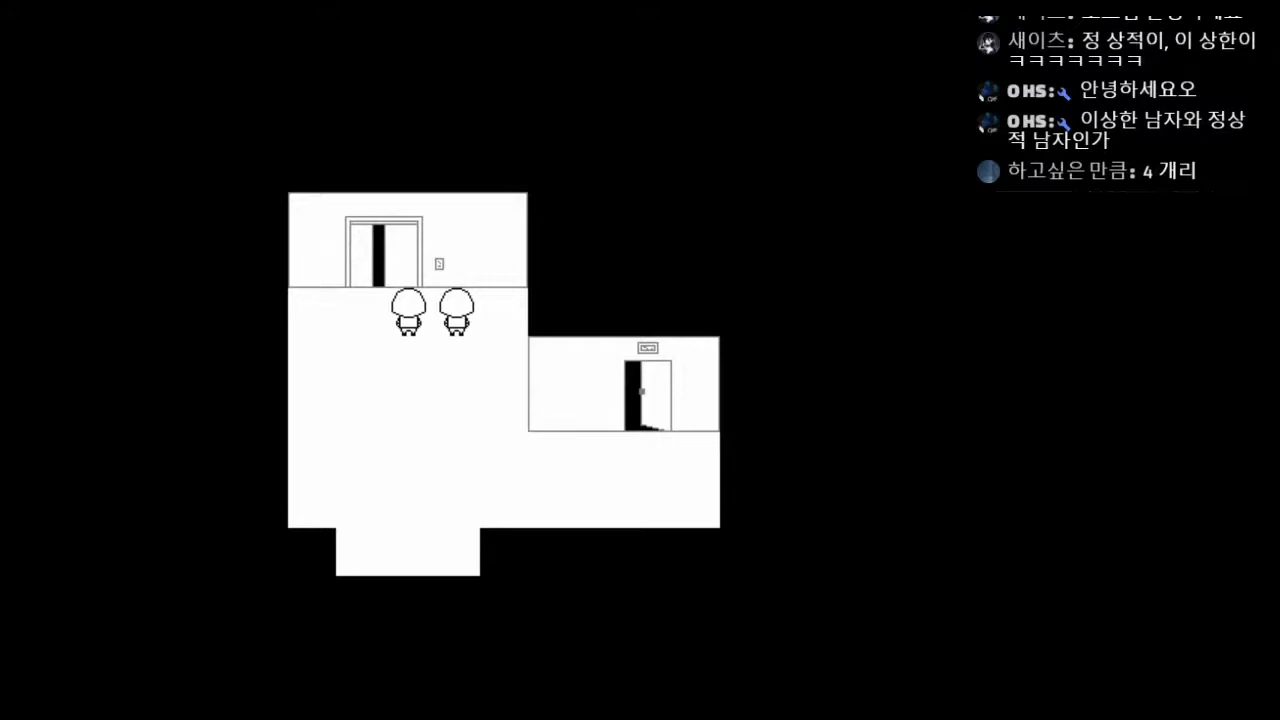 새이츠: 정 상적이, 이 상한이
ㅋㅋㅋㅋㅋㅋㅋ
OHS: 안녕하세요오
OHS: 이상한 남자와 정상
적 남자인가
하고싶은 만큼: 4 개리